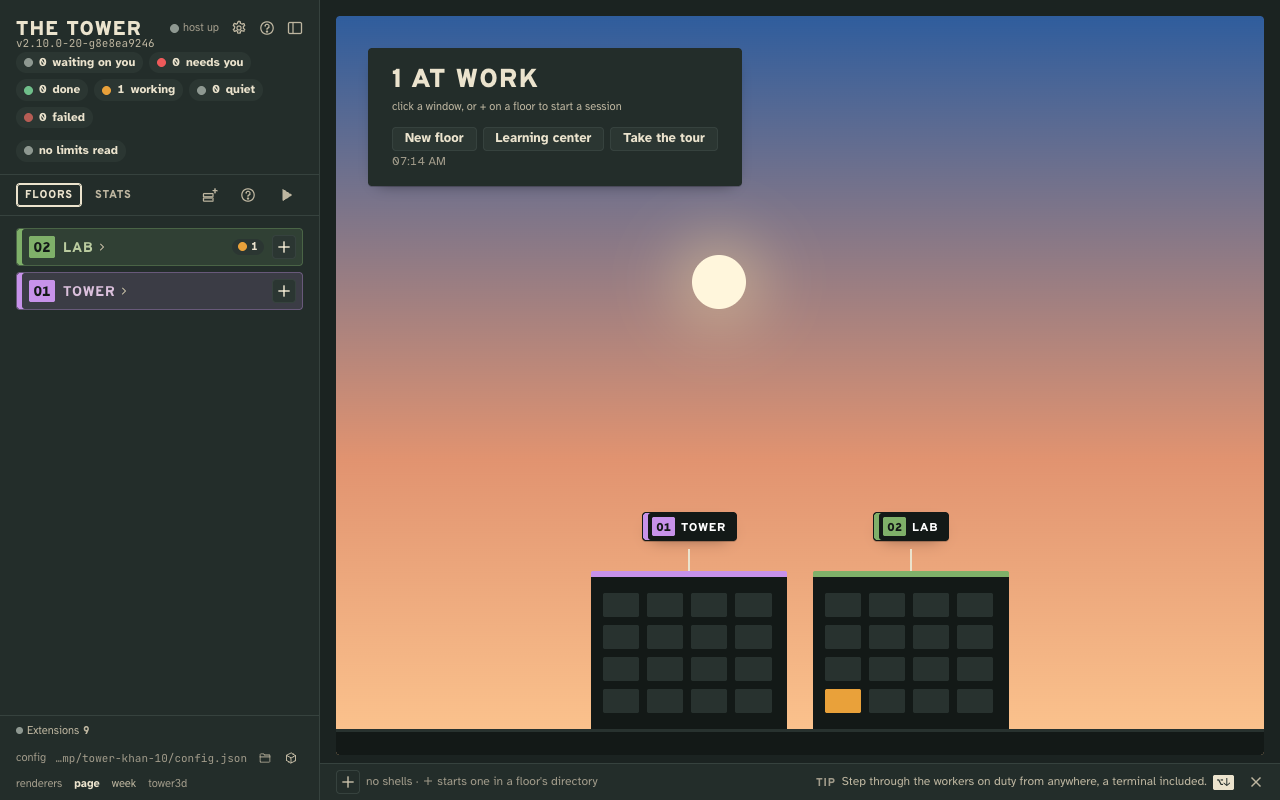 THE TOWER
host up
v2.10.0-20-g8e8ea9246
0 waiting on you
0 needs you
0 done
1 working
0 quiet
0 failed
no limits read
FLOORS
STATS
02 LAB
1
01 TOWER
Extensions 9
config …mp/tower-khan-10/config.json
renderers page week tower3d
1 AT WORK
click a window, or + on a floor to start a session
New floor
Learning center
Take the tour
07:14 AM
01 TOWER
02 LAB
no shells · + starts one in a floor's directory
TIP Step through the workers on duty from anywhere, a terminal included. ⌥↓